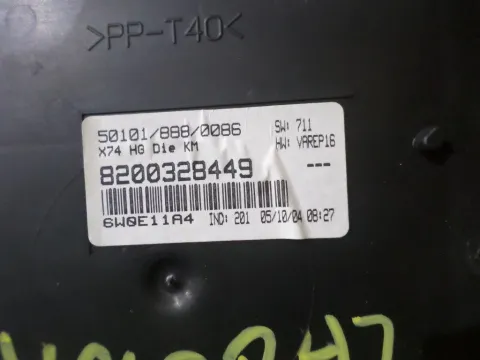 >PP-T40<
50101/888/0086 SW: 711
X74 HG Die KM HW: VAREP16
8200328449 ---
6W0E11A4 IND: 201 05/10/04 08:27